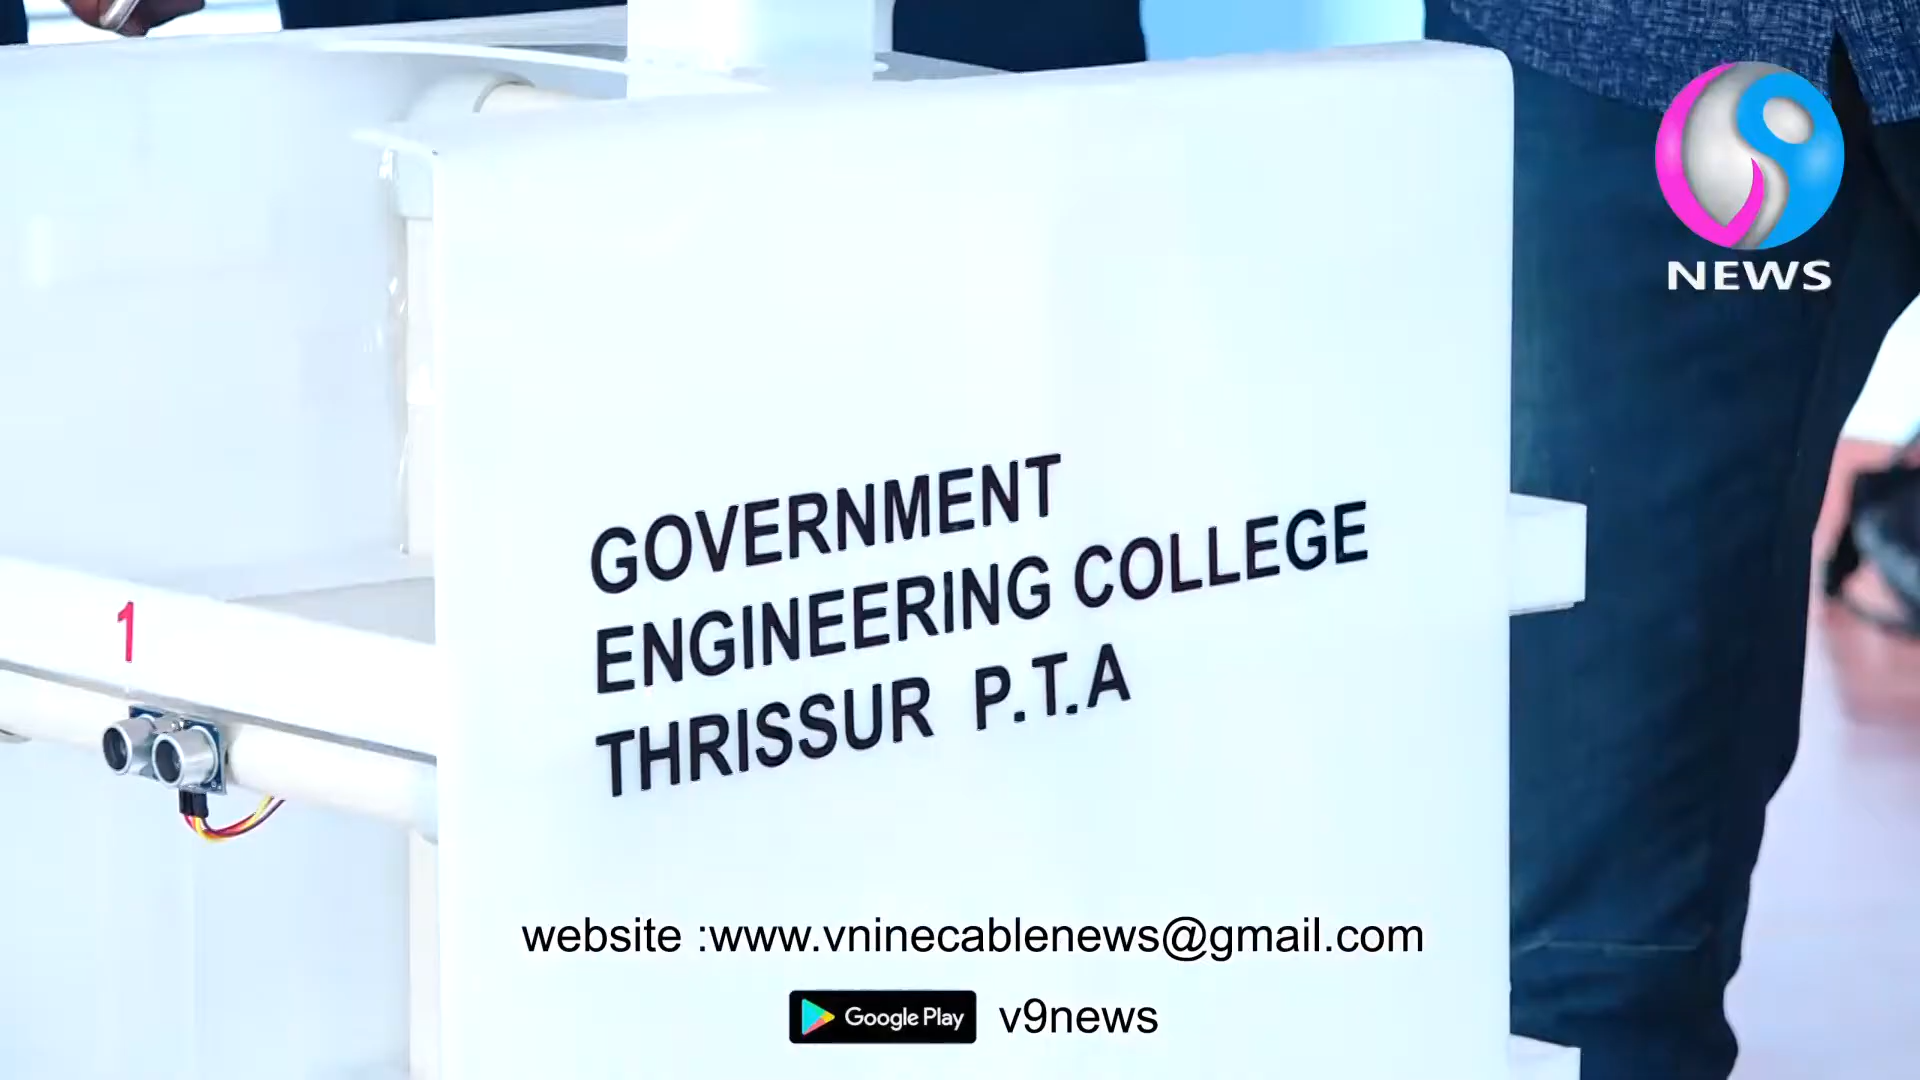 NEWS
GOVERNMENT
ENGINEERING COLLEGE
THRISSUR P.T.A
1
website :www.vninecablenews@gmail.com
Google Play v9news